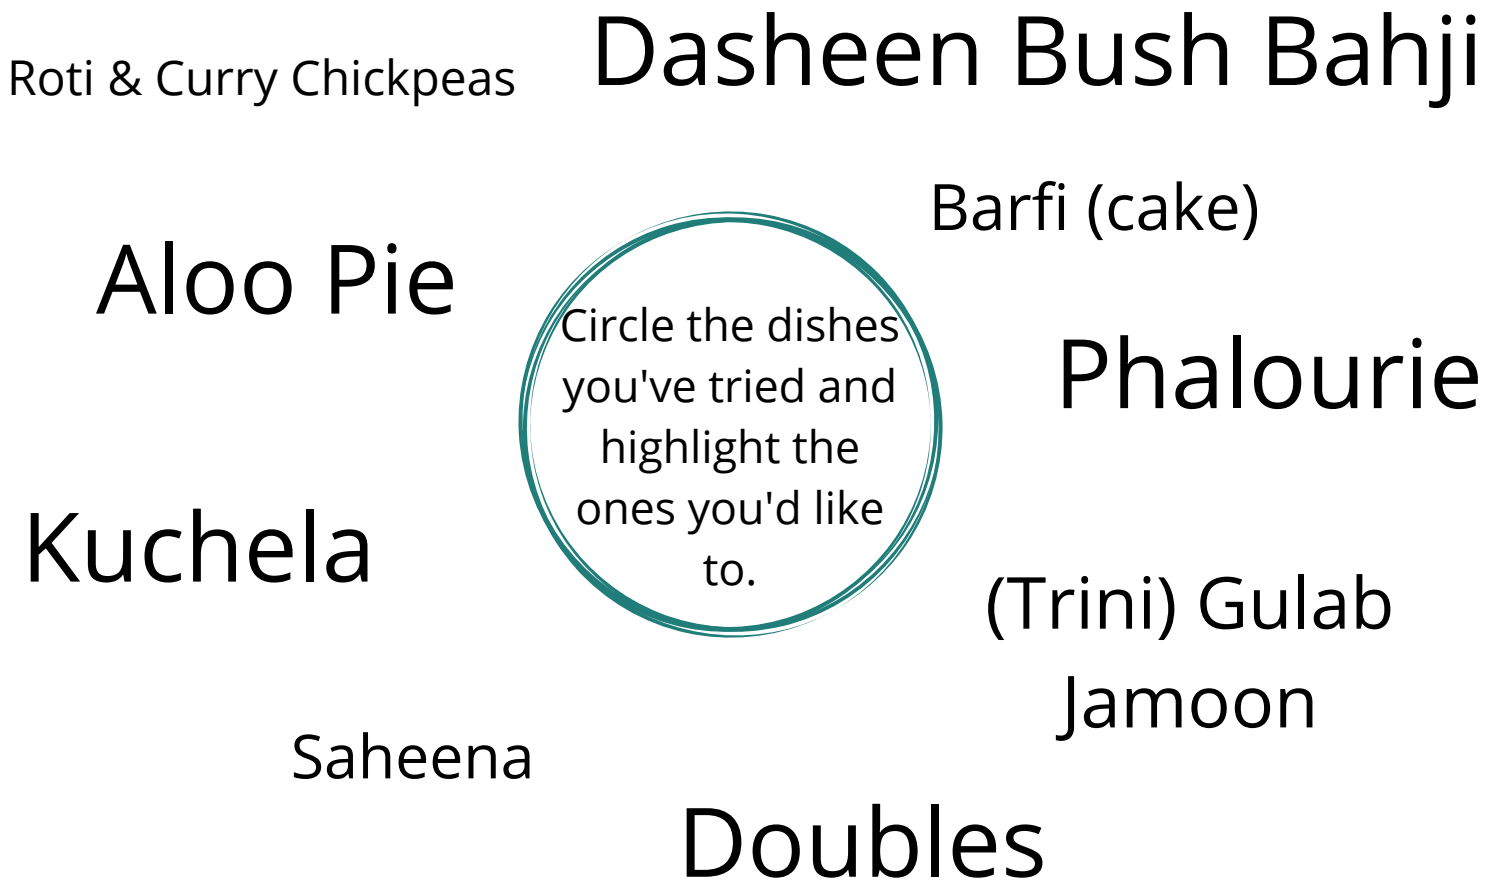 Roti & Curry Chickpeas
Dasheen Bush Bahji
Barfi (cake)
Aloo Pie
Circle the dishes
you've tried and
highlight the
ones you'd like
to.
Phalourie
Kuchela
(Trini) Gulab
Jamoon
Saheena
Doubles